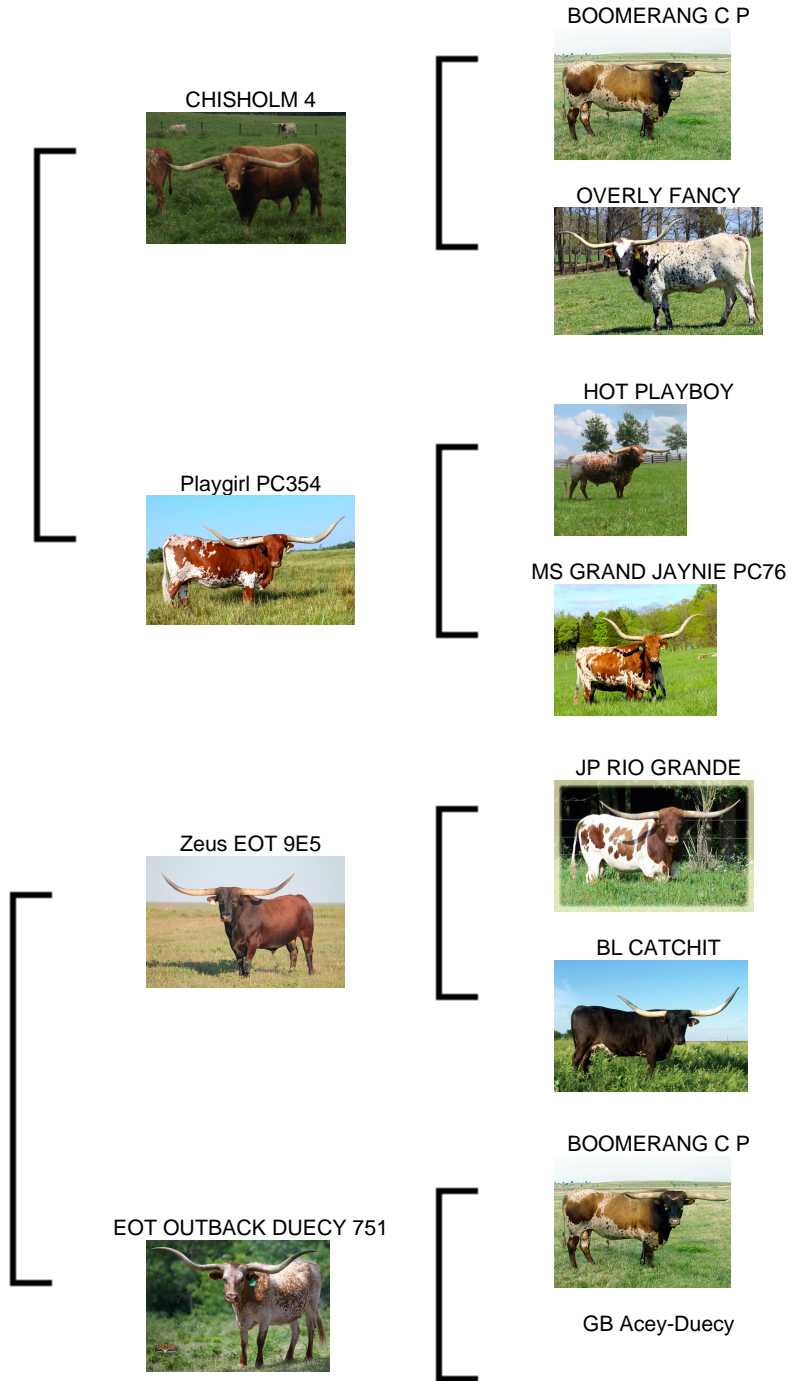 BOOMERANG C P
CHISHOLM 4
OVERLY FANCY
HOT PLAYBOY
Playgirl PC354
MS GRAND JAYNIE PC76
JP RIO GRANDE
Zeus EOT 9E5
BL CATCHIT
BOOMERANG C P
EOT OUTBACK DUECY 751
GB Acey-Duecy